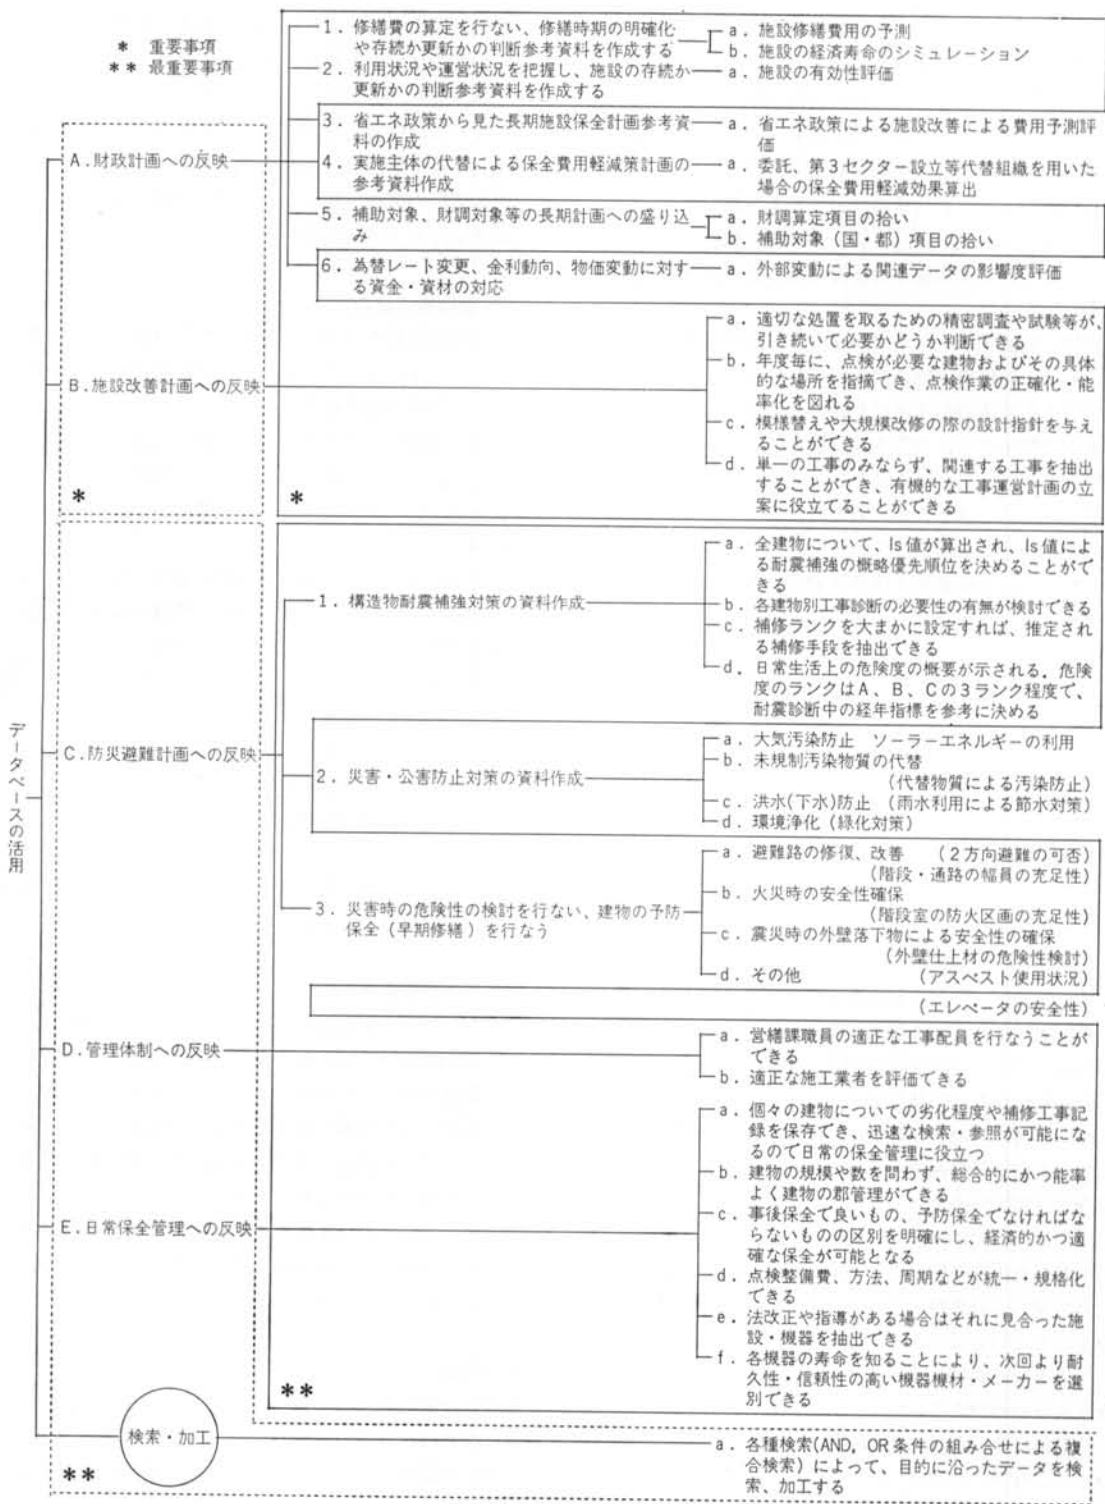 * 重要事項
** 最重要事項
データベースの活用
A．財政計画への反映
1．修繕費の算定を行ない、修繕時期の明確化
や存続か更新かの判断参考資料を作成する
a．施設修繕費用の予測
b．施設の経済寿命のシミュレーション
2．利用状況や運営状況を把握し、施設の存続か
更新かの判断参考資料を作成する
a．施設の有効性評価
3．省エネ政策から見た長期施設保全計画参考資
料の作成
a．省エネ政策による施設改善による費用予測評
価
4．実施主体の代替による保全費用軽減策計画の
参考資料作成
a．委託、第3セクター設立等代替組織を用いた
場合の保全費用軽減効果算出
5．補助対象、財調対象等の長期計画への盛り込
み
a．財調算定項目の拾い
b．補助対象（国・都）項目の拾い
6．為替レート変更、金利動向、物価変動に対す
る資金・資材の対応
a．外部変動による関連データの影響度評価
B．施設改善計画への反映
a．適切な処置を取るための精密調査や試験等が、
引き続いて必要かどうか判断できる
b．年度毎に、点検が必要な建物およびその具体
的な場所を指摘でき、点検作業の正確化・能
率化を図れる
c．模様替えや大規模改修の際の設計指針を与え
ることができる
d．単一の工事のみならず、関連する工事を抽出
することができ、有機的な工事運営計画の立
案に役立てることができる
*
*
C．防災避難計画への反映
1．構造物耐震補強対策の資料作成
a．全建物について、Is値が算出され、Is値によ
る耐震補強の概略優先順位を決めることがで
きる
b．各建物別工事診断の必要性の有無が検討できる
c．補修ランクを大まかに設定すれば、推定され
る補修手段を抽出できる
d．日常生活上の危険度の概要が示される．危険
度のランクはA、B、Cの3ランク程度で、
耐震診断中の経年指標を参考に決める
2．災害・公害防止対策の資料作成
a．大気汚染防止 ソーラーエネルギーの利用
b．未規制汚染物質の代替
（代替物質による汚染防止）
c．洪水(下水)防止 （雨水利用による節水対策）
d．環境浄化（緑化対策）
3．災害時の危険性の検討を行ない、建物の予防
保全（早期修繕）を行なう
a．避難路の修復、改善 （2方向避難の可否）
（階段・通路の幅員の充足性）
b．火災時の安全性確保
（階段室の防火区画の充足性）
c．震災時の外壁落下物による安全性の確保
（外壁仕上材の危険性検討）
d．その他 （アスベスト使用状況）
（エレベータの安全性）
D．管理体制への反映
a．営繕課職員の適正な工事配員を行なうことが
できる
b．適正な施工業者を評価できる
E．日常保全管理への反映
a．個々の建物についての劣化程度や補修工事記
録を保存でき、迅速な検索・参照が可能にな
るので日常の保全管理に役立つ
b．建物の規模や数を問わず、総合的にかつ能率
よく建物の郡管理ができる
c．事後保全で良いもの、予防保全でなければな
らないものの区別を明確にし、経済的かつ適
確な保全が可能となる
d．点検整備費、方法、周期などが統一・規格化
できる
e．法改正や指導がある場合はそれに見合った施
設・機器を抽出できる
f．各機器の寿命を知ることにより、次回より耐
久性・信頼性の高い機器機材・メーカーを選
別できる
**
検索・加工
a．各種検索(AND, OR条件の組み合せによる複
合検索）によって、目的に沿ったデータを検
索、加工する
**